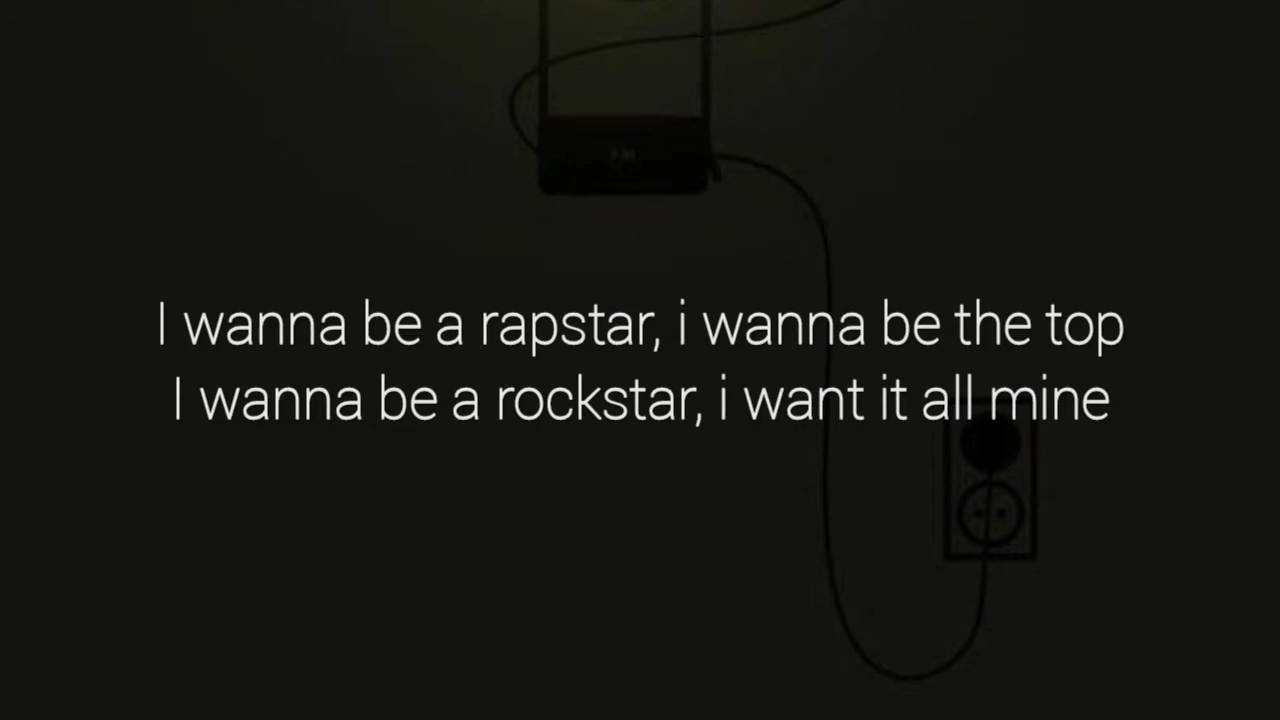 I wanna be a rapstar, i wanna be the top
I wanna be a rockstar, i want it all mine